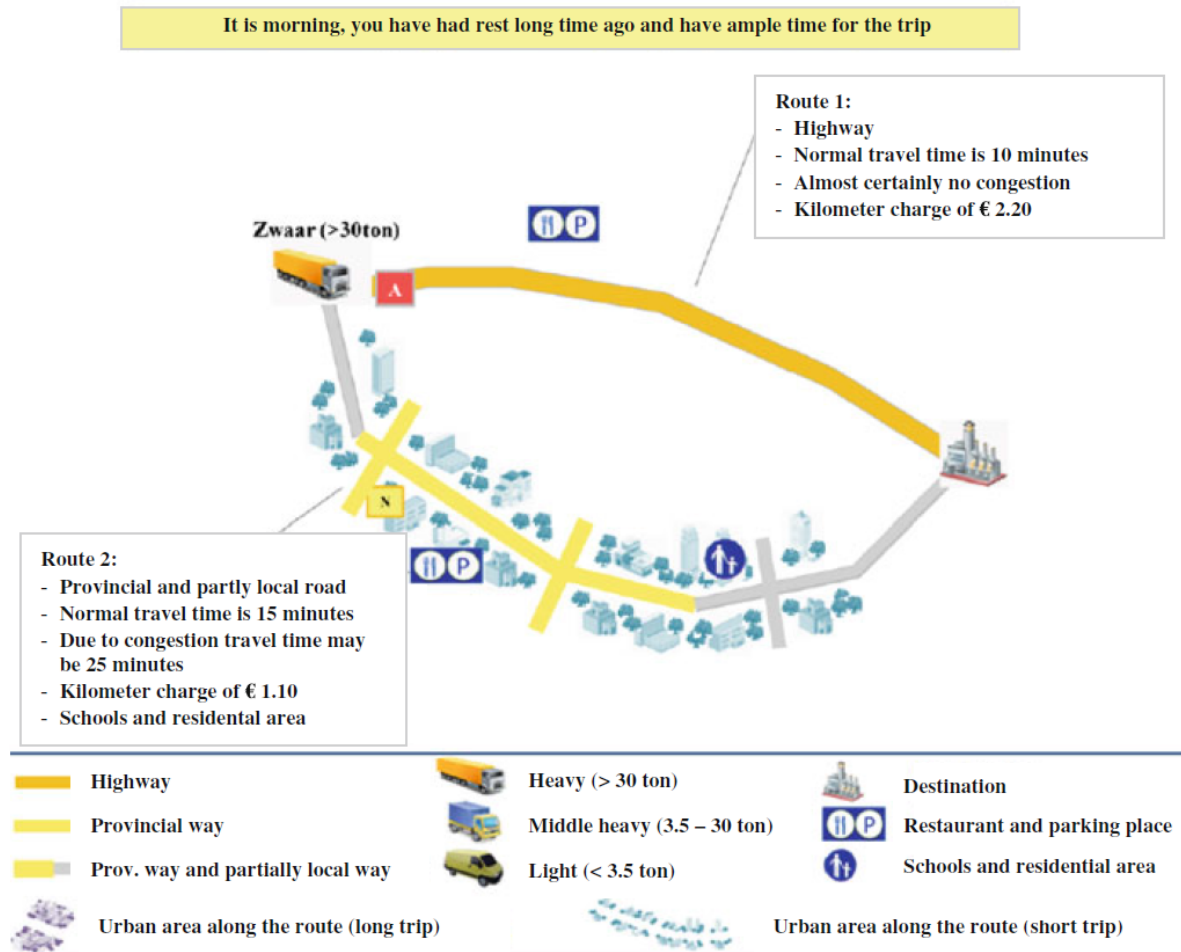 It is morning, you have had rest long time ago and have ample time for the trip
Route 1:
- Highway
- Normal travel time is 10 minutes
- Almost certainly no congestion
- Kilometer charge of € 2.20
Zwaar (>30ton)
P
A
N
P
Route 2:
- Provincial and partly local road
- Normal travel time is 15 minutes
- Due to congestion travel time may
be 25 minutes
- Kilometer charge of € 1.10
- Schools and residental area
Highway
Heavy (> 30 ton)
Destination
Provincial way
Middle heavy (3.5 – 30 ton)
P
Restaurant and parking place
Prov. way and partially local way
Light (< 3.5 ton)
Schools and residential area
Urban area along the route (long trip)
Urban area along the route (short trip)